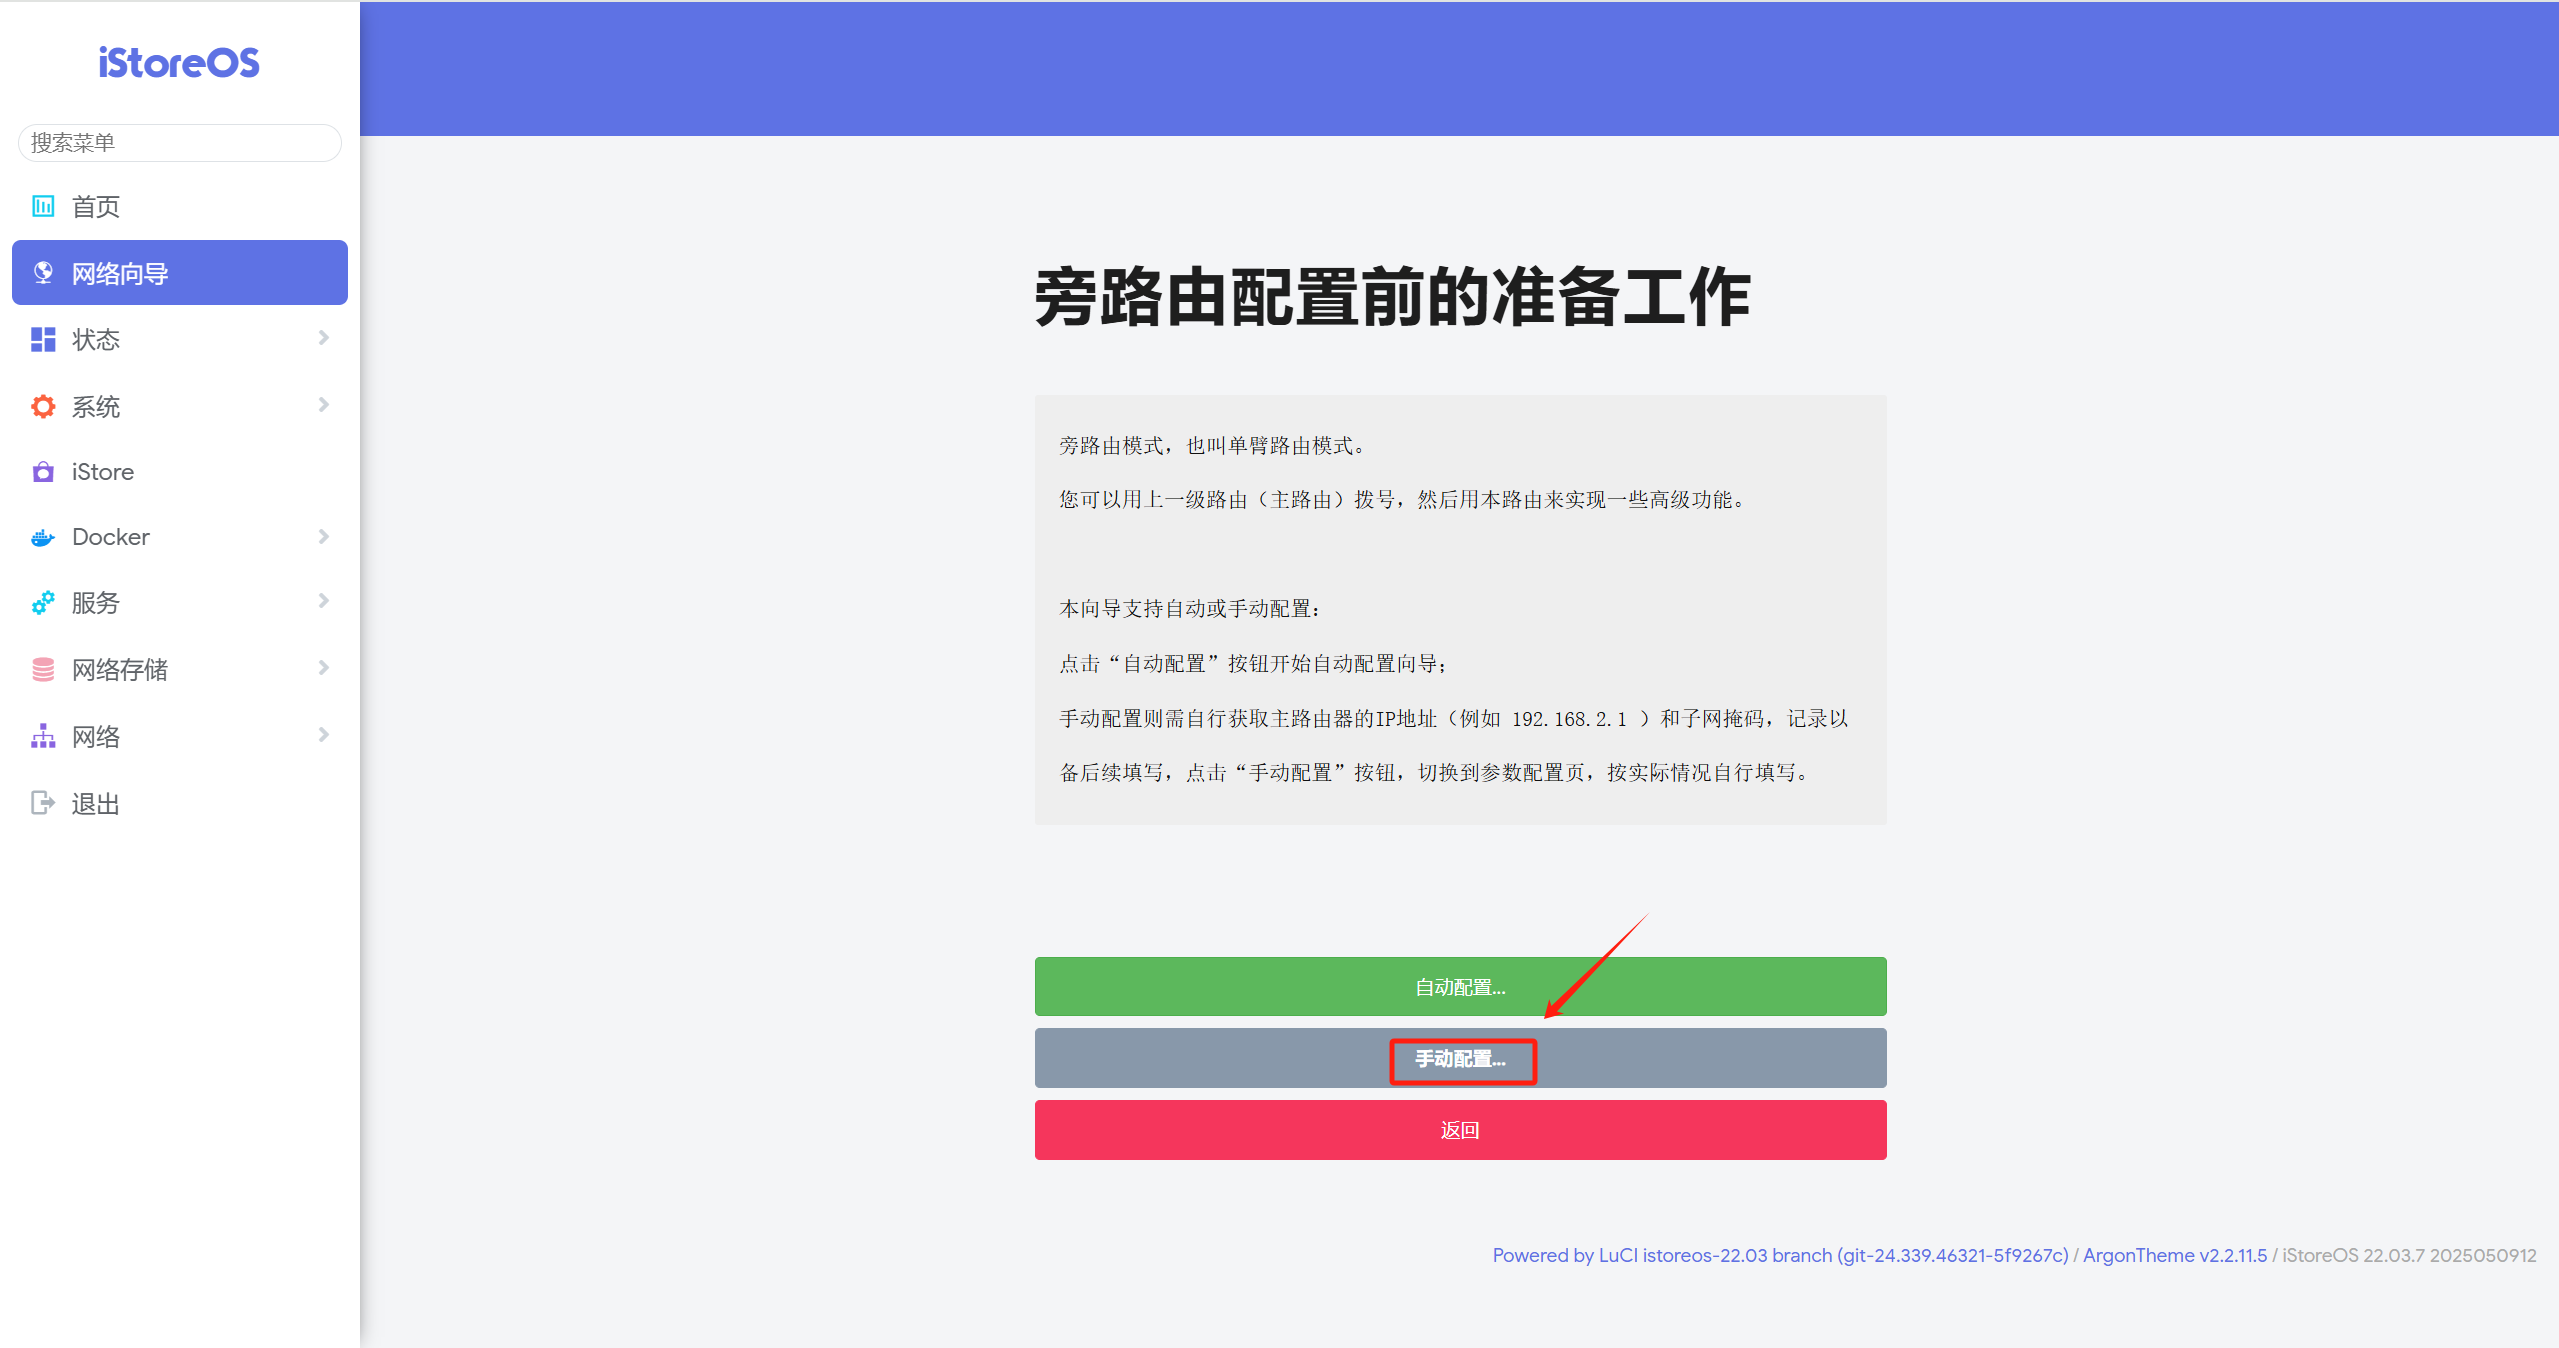 iStoreOS
搜索菜单
首页
网络向导
状态
系统
iStore
Docker
服务
网络存储
网络
退出
旁路由配置前的准备工作
旁路由模式，也叫单臂路由模式。
您可以用上一级路由（主路由）拨号，然后用本路由来实现一些高级功能。
本向导支持自动或手动配置：
点击“自动配置”按钮开始自动配置向导；
手动配置则需自行获取主路由器的IP地址（例如 192.168.2.1 ）和子网掩码，记录以
备后续填写，点击“手动配置”按钮，切换到参数配置页，按实际情况自行填写。
自动配置...
手动配置...
返回
Powered by LuCI istoreos-22.03 branch (git-24.339.46321-5f9267c) / ArgonTheme v2.2.11.5 / iStoreOS 22.03.7 2025050912